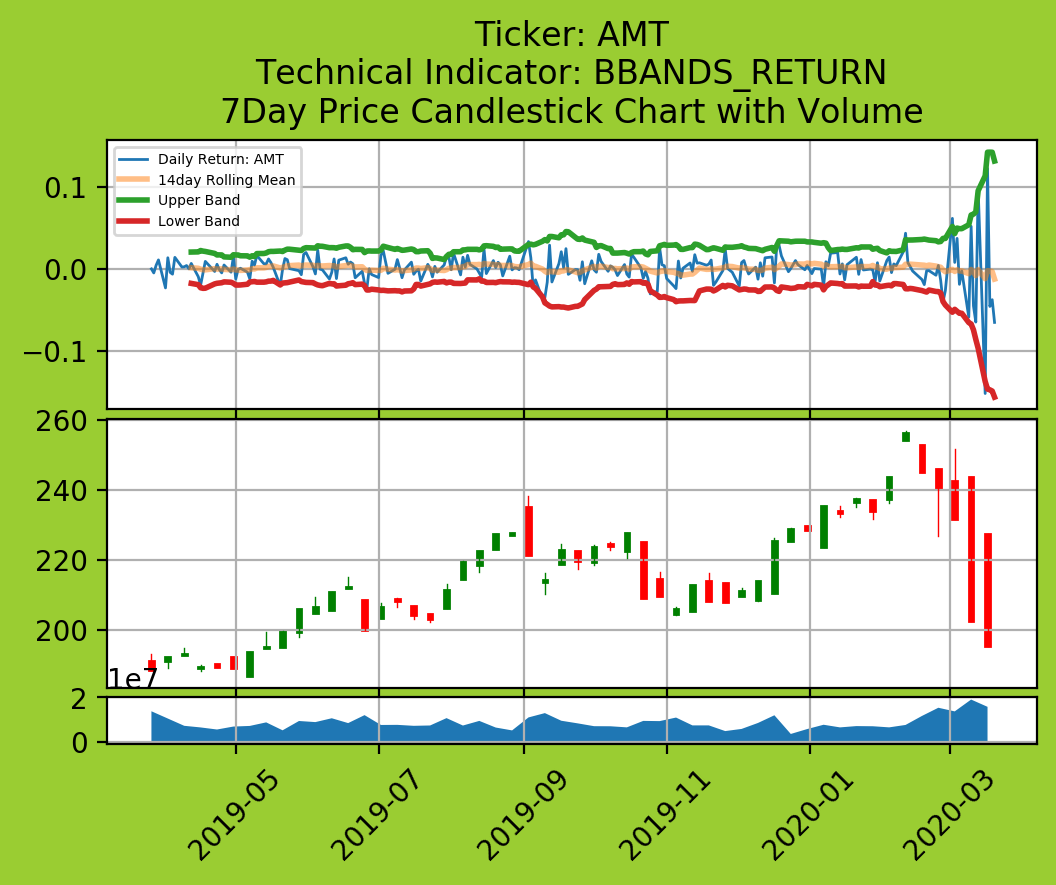 Ticker: AMT
Technical Indicator: BBANDS_RETURN
7Day Price Candlestick Chart with Volume
Daily Return: AMT
14day Rolling Mean
Upper Band
Lower Band
0.1
0.0
−0.1
260
240
220
200
1e7
2
0
2019-05
2019-07
2019-09
2019-11
2020-01
2020-03